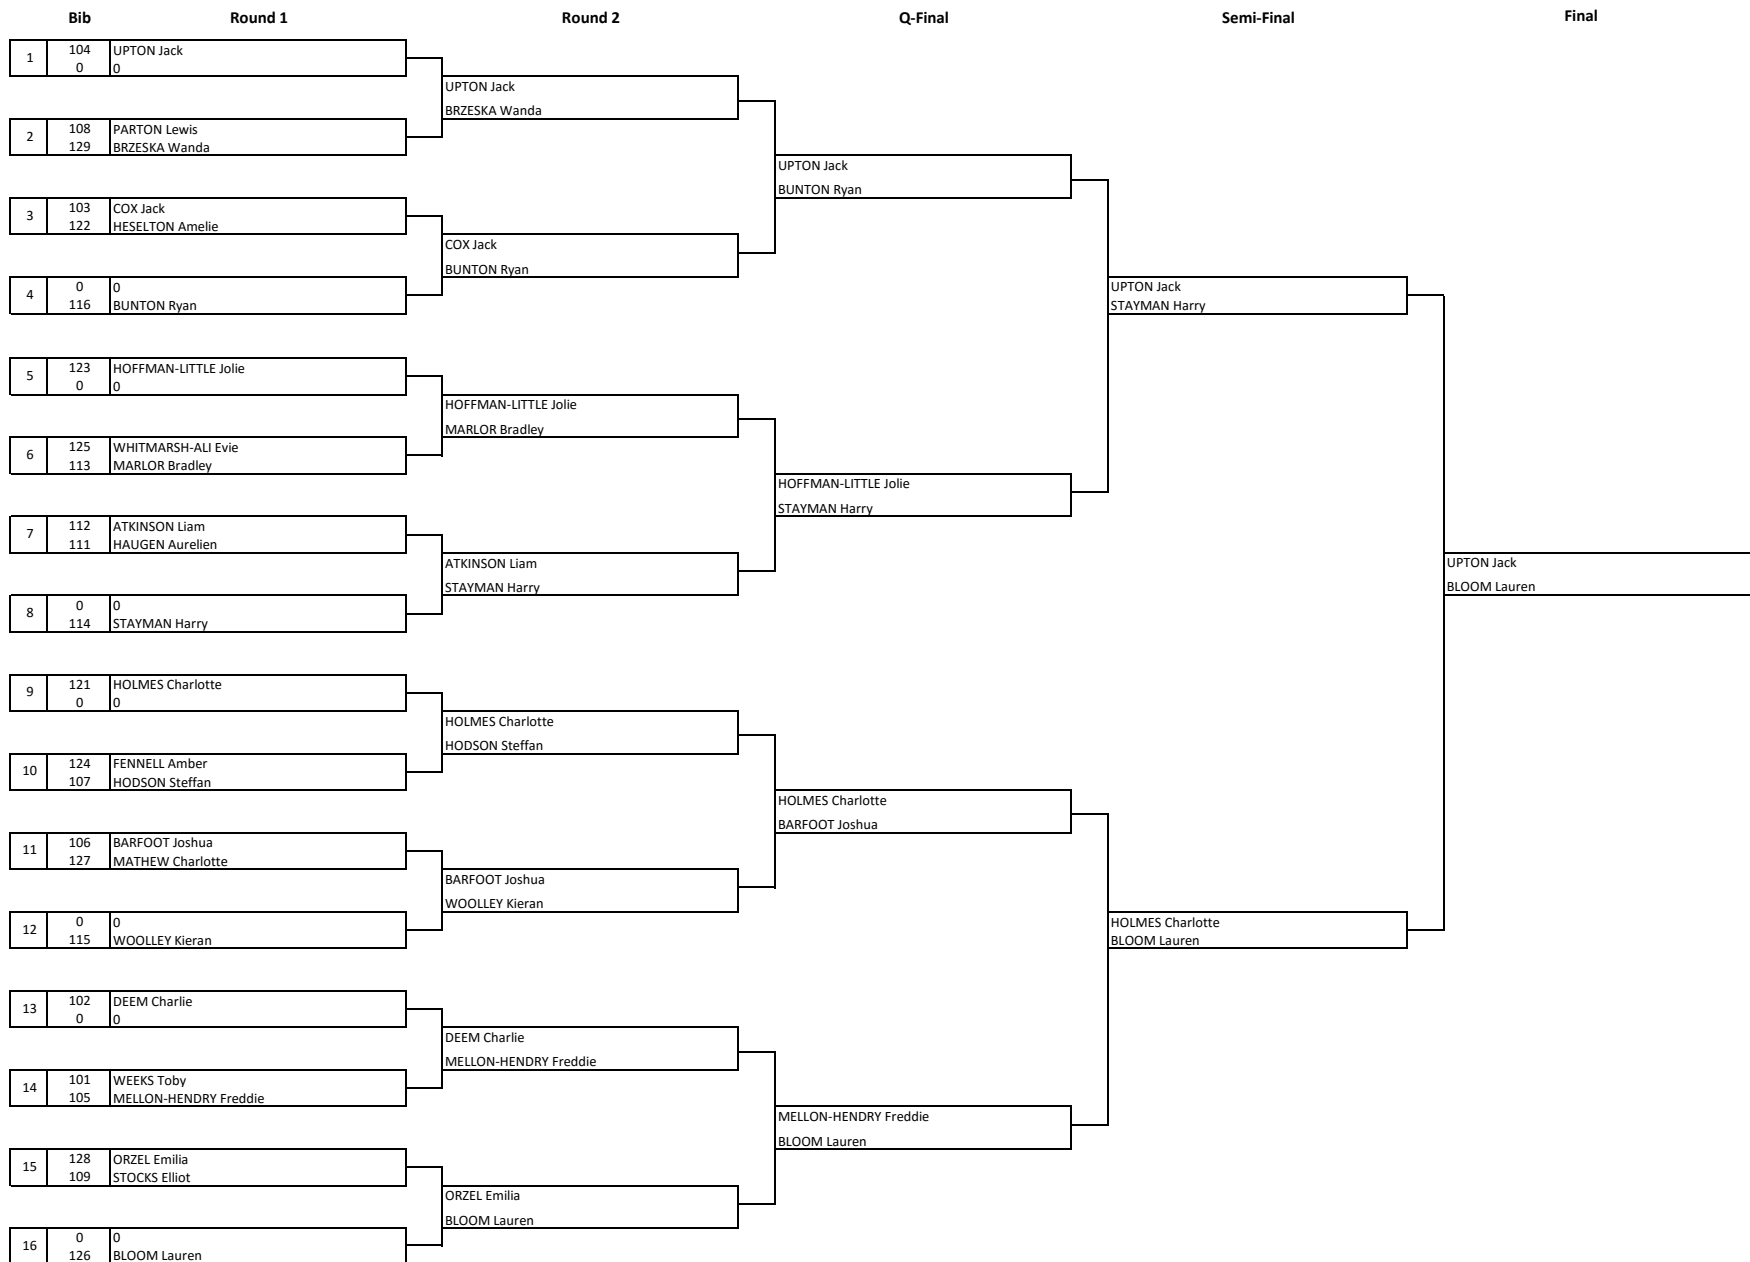 Bib Round 1 Round 2 Q-Final Semi-Final Final
1 104 UPTON Jack
0 0
2 108 PARTON Lewis
129 BRZESKA Wanda
3 103 COX Jack
122 HESELTON Amelie
4 0 0
116 BUNTON Ryan
5 123 HOFFMAN-LITTLE Jolie
0 0
6 125 WHITMARSH-ALI Evie
113 MARLOR Bradley
7 112 ATKINSON Liam
111 HAUGEN Aurelien
8 0 0
114 STAYMAN Harry
9 121 HOLMES Charlotte
0 0
10 124 FENNELL Amber
107 HODSON Steffan
11 106 BARFOOT Joshua
127 MATHEW Charlotte
12 0 0
115 WOOLLEY Kieran
13 102 DEEM Charlie
0 0
14 101 WEEKS Toby
105 MELLON-HENDRY Freddie
15 128 ORZEL Emilia
109 STOCKS Elliot
16 0 0
126 BLOOM Lauren
UPTON Jack
BRZESKA Wanda
COX Jack
BUNTON Ryan
HOFFMAN-LITTLE Jolie
MARLOR Bradley
ATKINSON Liam
STAYMAN Harry
HOLMES Charlotte
HODSON Steffan
BARFOOT Joshua
WOOLLEY Kieran
DEEM Charlie
MELLON-HENDRY Freddie
ORZEL Emilia
BLOOM Lauren
UPTON Jack
BUNTON Ryan
HOFFMAN-LITTLE Jolie
STAYMAN Harry
HOLMES Charlotte
BARFOOT Joshua
MELLON-HENDRY Freddie
BLOOM Lauren
UPTON Jack
STAYMAN Harry
HOLMES Charlotte
BLOOM Lauren
UPTON Jack
BLOOM Lauren